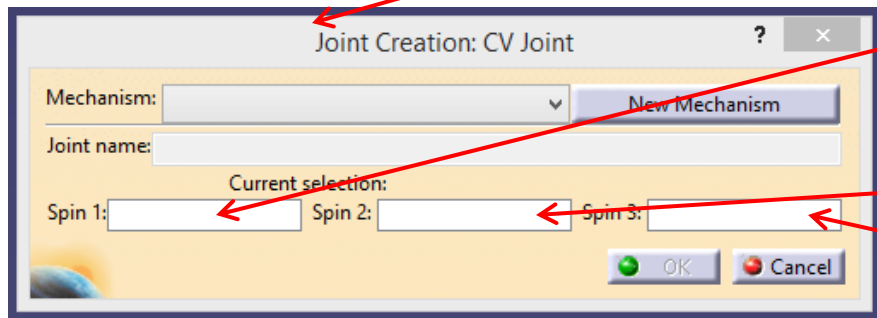 Joint Creation: CV Joint ? ×
Mechanism: New Mechanism
Joint name:
Current selection:
Spin 1: Spin 2: Spin 3:
OK Cancel